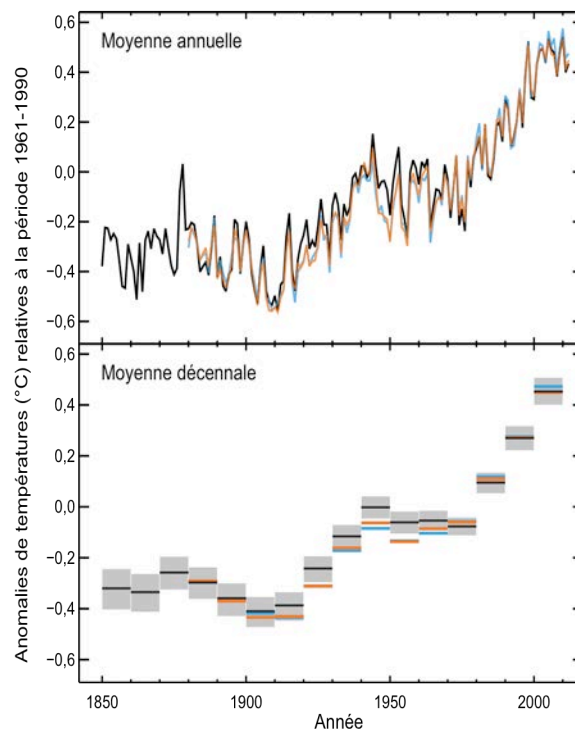 Anomalies de températures (°C) relatives à la période 1961-1990
Moyenne annuelle
0,6
0,4
0,2
0,0
−0,2
−0,4
−0,6
Moyenne décennale
0,6
0,4
0,2
0,0
−0,2
−0,4
−0,6
1850 1900 1950 2000
Année